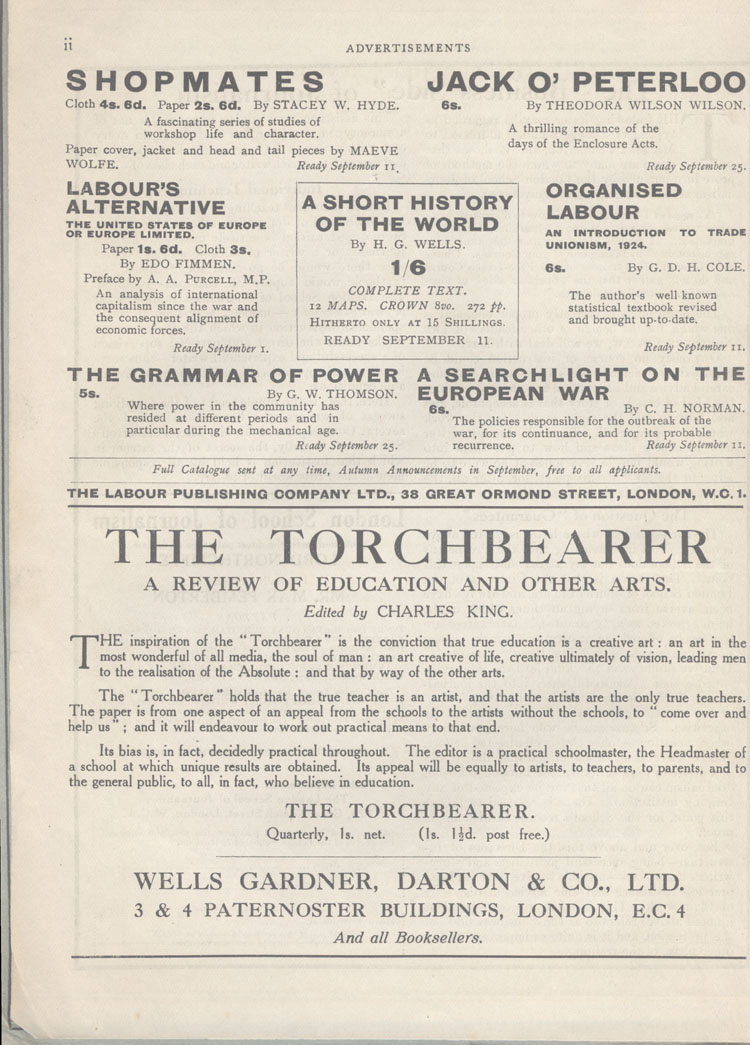 ii
ADVERTISEMENTS
SHOPMATES
Cloth 4s. 6d. Paper 2s. 6d. By STACEY W. HYDE.
A fascinating series of studies of
workshop life and character.
Paper cover, jacket and head and tail pieces by MAEVE
WOLFE. Ready September 11.
JACK O' PETERLOO
6s. By THEODORA WILSON WILSON.
A thrilling romance of the
days of the Enclosure Acts.
Ready September 25.
LABOUR'S
ALTERNATIVE
THE UNITED STATES OF EUROPE
OR EUROPE LIMITED.
Paper 1s. 6d. Cloth 3s.
By EDO FIMMEN.
Preface by A. A. PURCELL, M.P.
An analysis of international
capitalism since the war and
the consequent alignment of
economic forces.
Ready September 1.
A SHORT HISTORY
OF THE WORLD
By H. G. WELLS.
1/6
COMPLETE TEXT.
12 MAPS. CROWN 8vo. 272 pp.
HITHERTO ONLY AT 15 SHILLINGS.
READY SEPTEMBER 11.
ORGANISED
LABOUR
AN INTRODUCTION TO TRADE
UNIONISM, 1924.
6s. By G. D. H. COLE.
The author's well known
statistical textbook revised
and brought up-to-date.
Ready September 11.
THE GRAMMAR OF POWER
5s. By G. W. THOMSON.
Where power in the community has
resided at different periods and in
particular during the mechanical age.
Ready September 25.
A SEARCHLIGHT ON THE
EUROPEAN WAR
6s. By C. H. NORMAN.
The policies responsible for the outbreak of the
war, for its continuance, and for its probable
recurrence. Ready September 11.
Full Catalogue sent at any time, Autumn Announcements in September, free to all applicants.
THE LABOUR PUBLISHING COMPANY LTD., 38 GREAT ORMOND STREET, LONDON, W.C.1.
THE TORCHBEARER
A REVIEW OF EDUCATION AND OTHER ARTS.
Edited by CHARLES KING.
THE inspiration of the "Torchbearer" is the conviction that true education is a creative art : an art in the
most wonderful of all media, the soul of man : an art creative of life, creative ultimately of vision, leading men
to the realisation of the Absolute : and that by way of the other arts.
The "Torchbearer" holds that the true teacher is an artist, and that the artists are the only true teachers.
The paper is from one aspect of an appeal from the schools to the artists without the schools, to "come over and
help us" ; and it will endeavour to work out practical means to that end.
Its bias is, in fact, decidedly practical throughout. The editor is a practical schoolmaster, the Headmaster of
a school at which unique results are obtained. Its appeal will be equally to artists, to teachers, to parents, and to
the general public, to all, in fact, who believe in education.
THE TORCHBEARER.
Quarterly, 1s. net. (1s. 1½d. post free.)
WELLS GARDNER, DARTON & CO., LTD.
3 & 4 PATERNOSTER BUILDINGS, LONDON, E.C. 4
And all Booksellers.